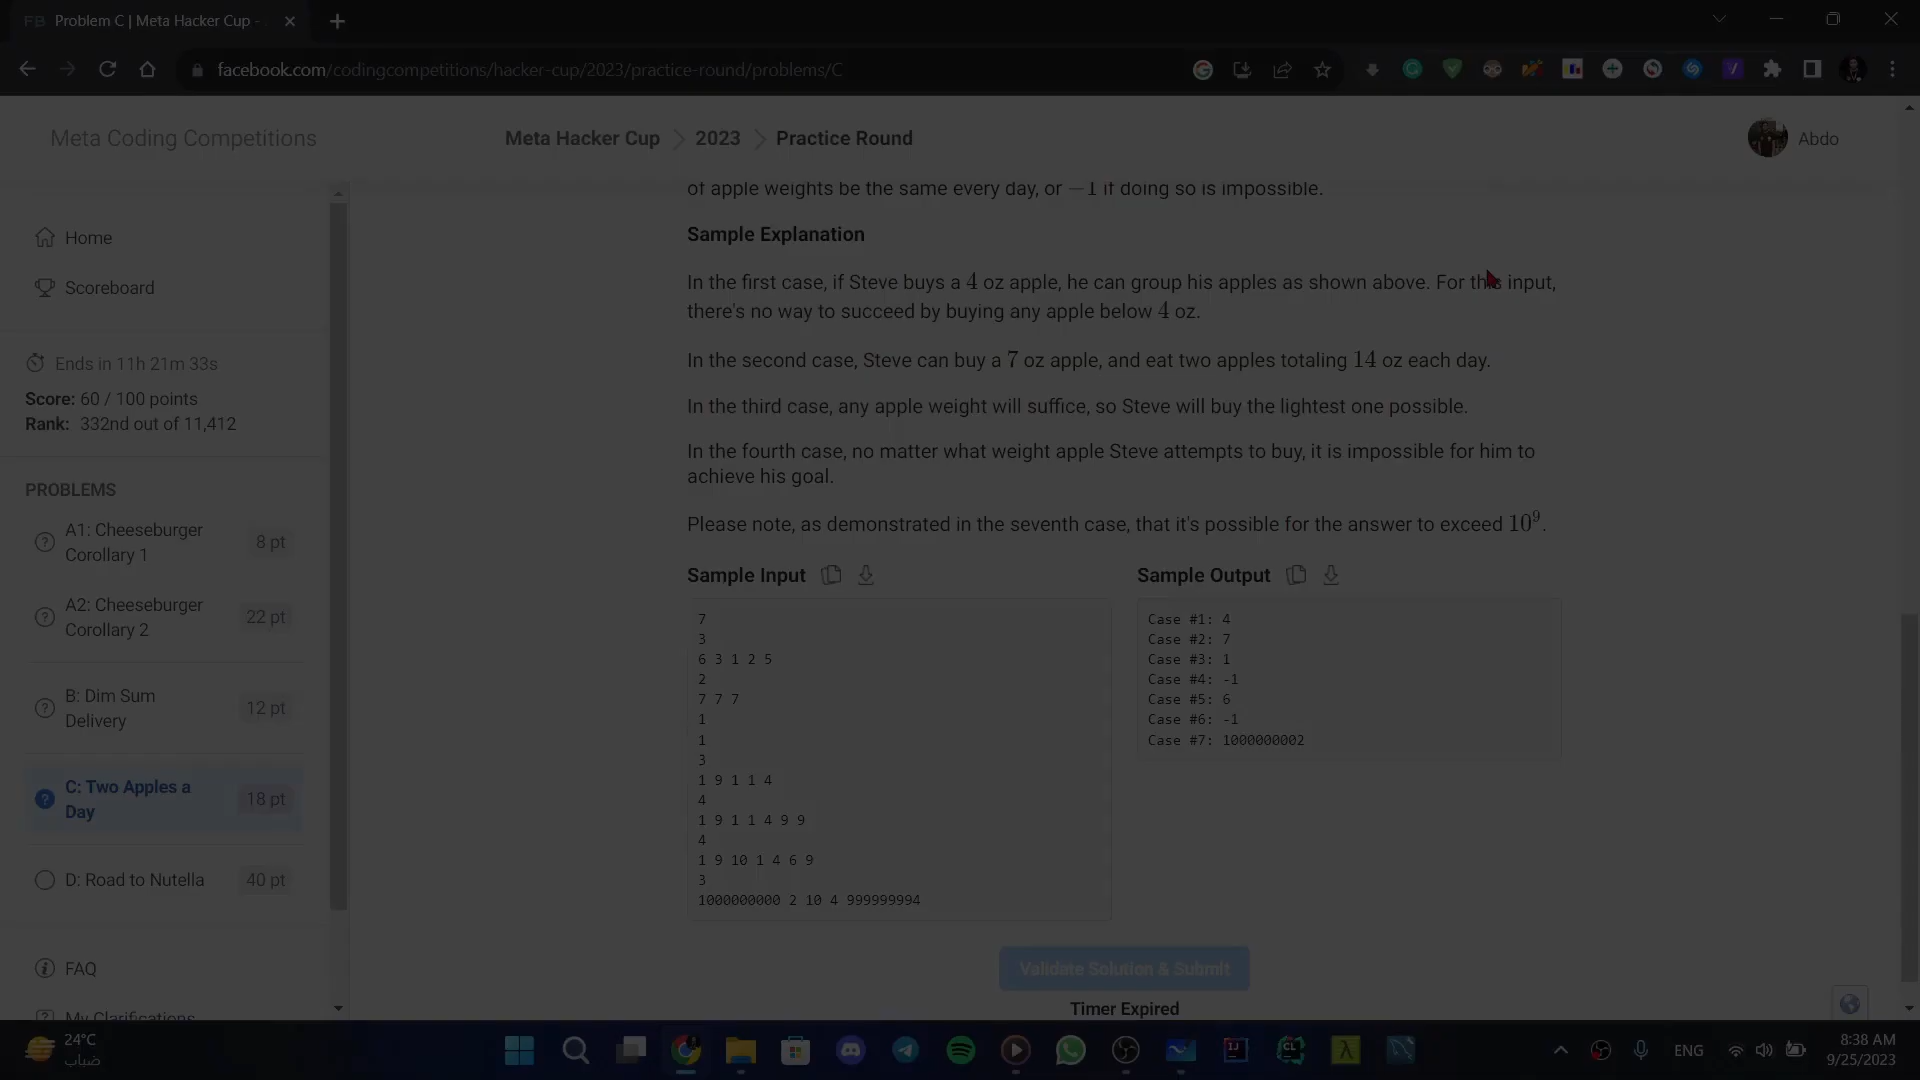 Problem C | Meta Hacker Cup -
facebook.com/codingcompetitions/hacker-cup/2023/practice-round/problems/C
Meta Coding Competitions
Meta Hacker Cup
2023
Practice Round
Abdo
Home
Scoreboard
Ends in 11h 21m 33s
Score: 60 / 100 points
Rank: 332nd out of 11,412
PROBLEMS
A1: Cheeseburger
Corollary 1
8 pt
A2: Cheeseburger
Corollary 2
22 pt
B: Dim Sum
Delivery
12 pt
C: Two Apples a
Day
18 pt
D: Road to Nutella
40 pt
FAQ
My Clarifications
of apple weights be the same every day, or −1 if doing so is impossible.
Sample Explanation
In the first case, if Steve buys a 4 oz apple, he can group his apples as shown above. For this input,
there's no way to succeed by buying any apple below 4 oz.
In the second case, Steve can buy a 7 oz apple, and eat two apples totaling 14 oz each day.
In the third case, any apple weight will suffice, so Steve will buy the lightest one possible.
In the fourth case, no matter what weight apple Steve attempts to buy, it is impossible for him to
achieve his goal.
Please note, as demonstrated in the seventh case, that it's possible for the answer to exceed 10⁹.
Sample Input
7
3
6 3 1 2 5
2
7 7 7
1
1
3
1 9 1 1 4
4
1 9 1 1 4 9 9
4
1 9 10 1 4 6 9
3
1000000000 2 10 4 999999994
Sample Output
Case #1: 4
Case #2: 7
Case #3: 1
Case #4: -1
Case #5: 6
Case #6: -1
Case #7: 1000000002
Validate Solution & Submit
Timer Expired
24°C
ضباب
ENG
8:38 AM
9/25/2023